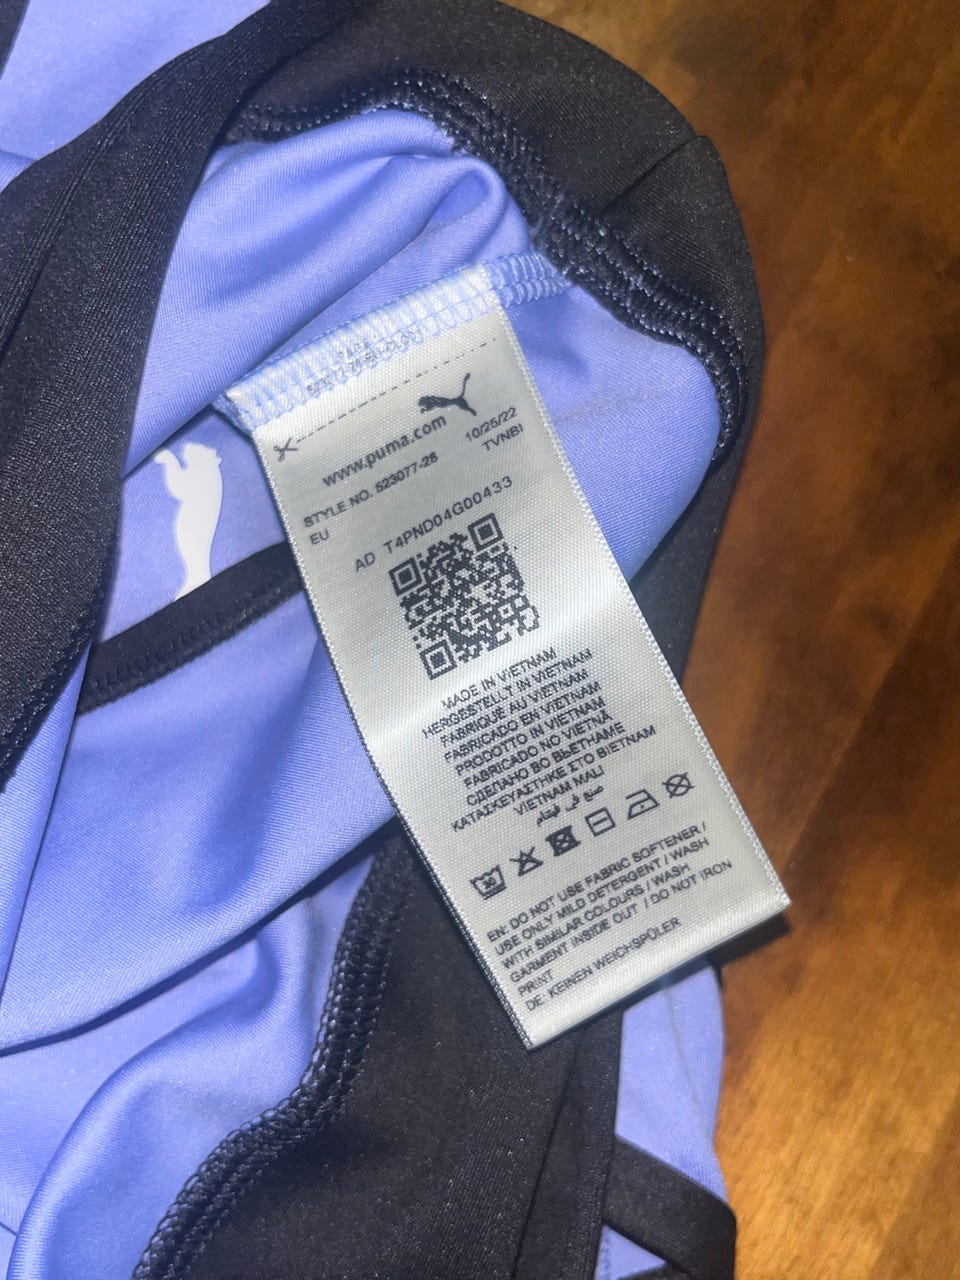 www.puma.com 10/25/22
STYLE NO. 523077-26 TVNBI
EU
AD T4PND04G00433
MADE IN VIETNAM
HERGESTELLT IN VIETNAM
FABRIQUÉ AU VIETNAM
FABRICADO EN VIETNAM
PRODOTTO IN VIETNAM
FABRICADO NO VIETNÃ
СДЕЛАНО ВО ВЬЕТНАМЕ
ΚΑΤΑΣΚΕΥΑΣΤΗΚΕ ΣΤΟ ΒΙΕΤΝΑΜ
VIETNAM MALI
صنع في فيتنام
30
EN: DO NOT USE FABRIC SOFTENER /
USE ONLY MILD DETERGENT / WASH
WITH SIMILAR COLOURS / WASH
GARMENT INSIDE OUT / DO NOT IRON
PRINT
DE: KEINEN WEICHSPÜLER